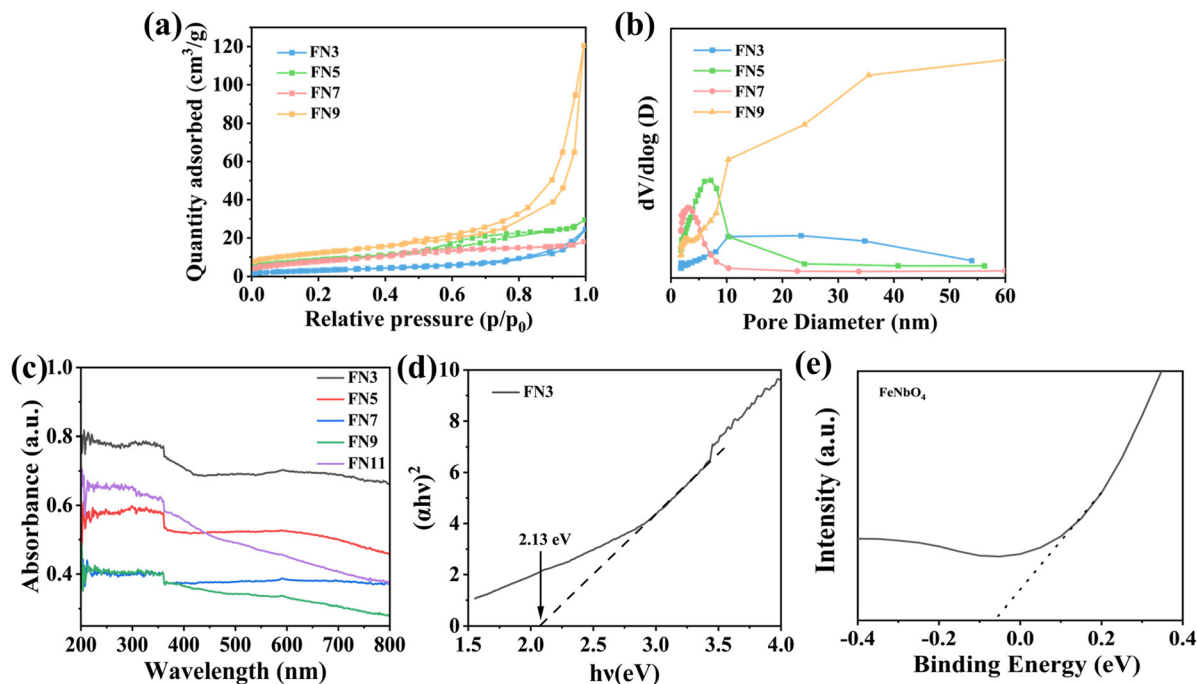 (a)
Quantity adsorbed (cm³/g)
120
100
80
60
40
20
0
FN3
FN5
FN7
FN9
0.0 0.2 0.4 0.6 0.8 1.0
Relative pressure (p/p₀)
(b)
dV/dlog (D)
FN3
FN5
FN7
FN9
0 10 20 30 40 50 60
Pore Diameter (nm)
(c)
Absorbance (a.u.)
1.0
0.8
0.6
0.4
FN3
FN5
FN7
FN9
FN11
200 300 400 500 600 700 800
Wavelength (nm)
(d)
(αhν)²
10
8
6
4
2
0
FN3
2.13 eV
1.5 2.0 2.5 3.0 3.5 4.0
hν(eV)
(e)
Intensity (a.u.)
FeNbO₄
-0.4 -0.2 0.0 0.2 0.4
Binding Energy (eV)